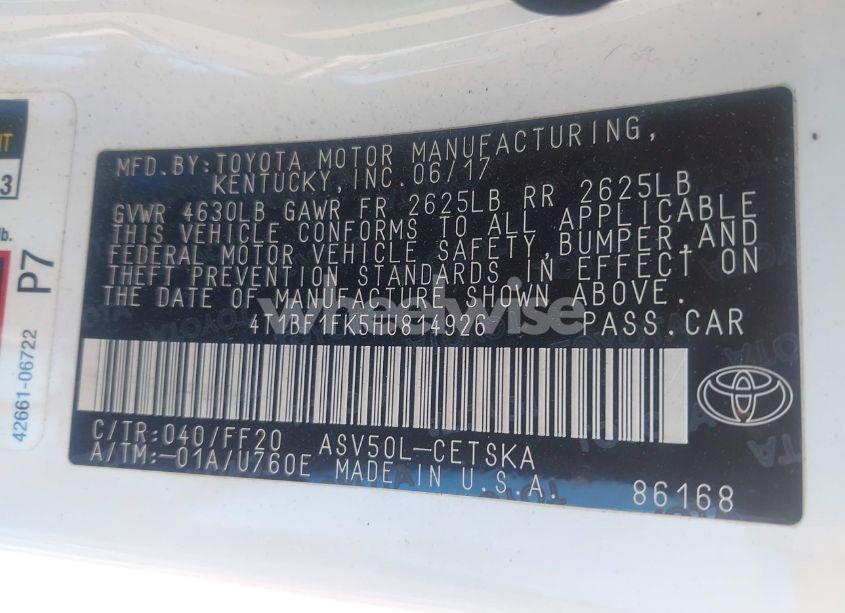 MFD.BY:TOYOTA MOTOR MANUFACTURING,
KENTUCKY,INC.06/17
GVWR 4630LB GAWR FR 2625LB RR 2625LB
THIS VEHICLE CONFORMS TO ALL APPLICABLE
FEDERAL MOTOR VEHICLE SAFETY,BUMPER,AND
THEFT PREVENTION STANDARDS IN EFFECT ON
THE DATE OF MANUFACTURE SHOWN ABOVE.
4T1BF1FK5HU814926 PASS.CAR
wheelwise
C/TR:040/FF20 ASV50L-CETSKA
A/TM:-01A/U760E MADE IN U.S.A.
86168
3
lb.
P7
42661-06722